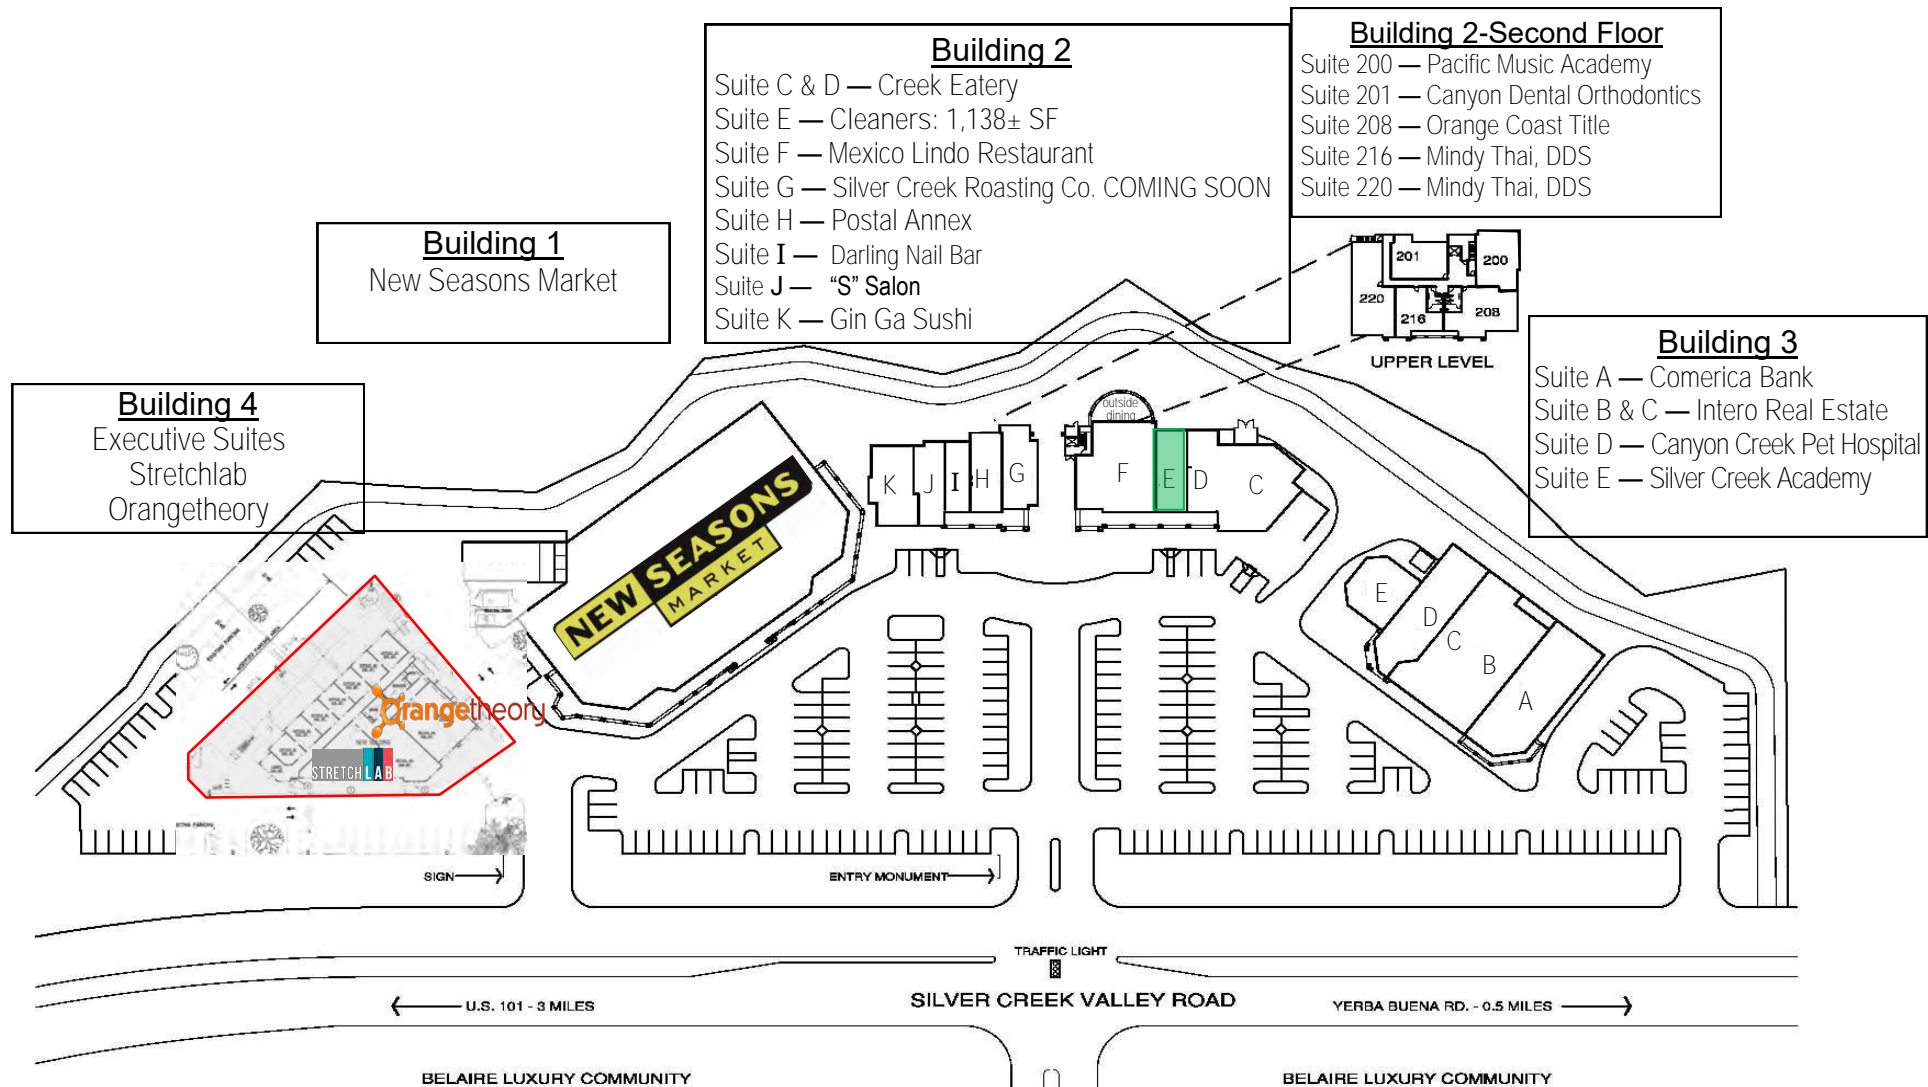 Building 2
Suite C & D — Creek Eatery
Suite E — Cleaners: 1,138± SF
Suite F — Mexico Lindo Restaurant
Suite G — Silver Creek Roasting Co. COMING SOON
Suite H — Postal Annex
Suite I — Darling Nail Bar
Suite J — “S” Salon
Suite K — Gin Ga Sushi
Building 2-Second Floor
Suite 200 — Pacific Music Academy
Suite 201 — Canyon Dental Orthodontics
Suite 208 — Orange Coast Title
Suite 216 — Mindy Thai, DDS
Suite 220 — Mindy Thai, DDS
Building 1
New Seasons Market
201
200
220
216
208
UPPER LEVEL
Building 3
Suite A — Comerica Bank
Suite B & C — Intero Real Estate
Suite D — Canyon Creek Pet Hospital
Suite E — Silver Creek Academy
Building 4
Executive Suites
Stretchlab
Orangetheory
outside
dining
K
J
I
H
G
F
E
D
C
NEW SEASONS
MARKET
E
D
C
B
A
EXISTING PARKING
Orangetheory
STRETCH LAB
SIGN
ENTRY MONUMENT
TRAFFIC LIGHT
SILVER CREEK VALLEY ROAD
U.S. 101 - 3 MILES
YERBA BUENA RD. - 0.5 MILES
BELAIRE LUXURY COMMUNITY
BELAIRE LUXURY COMMUNITY